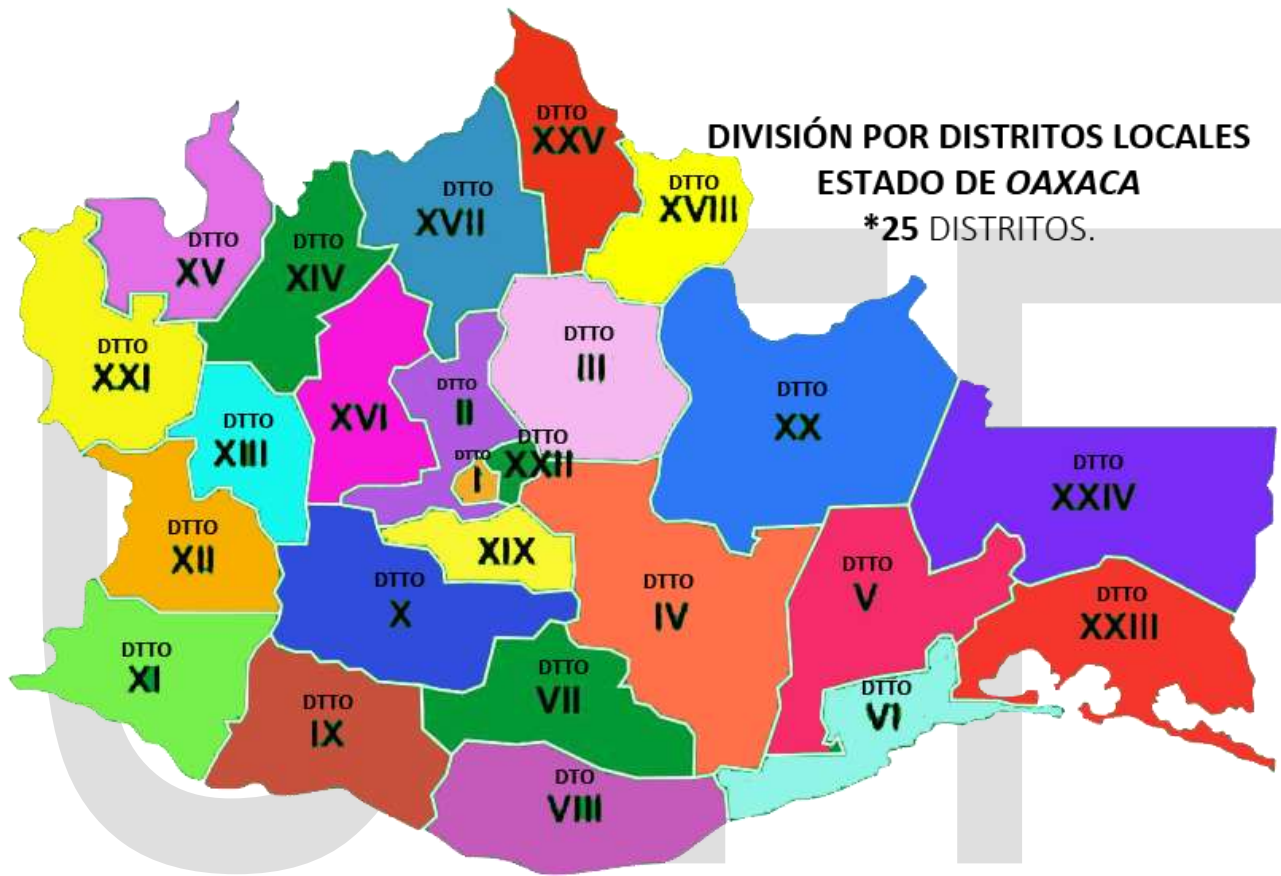 DIVISIÓN POR DISTRITOS LOCALES
ESTADO DE OAXACA
*25 DISTRITOS.
DTTO
XXV
DTTO
XVIII
DTTO
XVII
DTTO
XV
DTTO
XIV
DTTO
XXI
DTTO
III
DTTO
XX
DTTO
II
XVI
DTTO
XIII
DTTO
XXII
DTTO
I
DTTO
XXIV
DTTO
XII
XIX
DTTO
X
DTTO
IV
DTTO
V
DTTO
XXIII
DTTO
XI
DTTO
VII
DTTO
VI
DTTO
IX
DTO
VIII